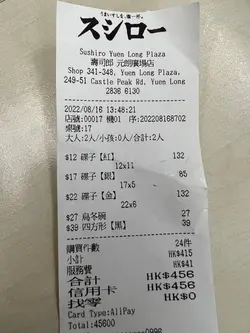 うまいすしを、腹一杯。
スシロー
Sushiro Yuen Long Plaza
壽司郎 元朗廣場店
Shop 341-348, Yuen Long Plaza,
249-51 Castle Peak Rd. Yuen Long
2836 6130
2022/08/16 13:48:21
店號:00017 機01 序:202208168702
桌號:17
大人:2人/小孩:0人/合計:2人
$12 碟子【紅】 132
12x11
$17 碟子【銀】 85
17x5
$22 碟子【金】 132
22x6
$27 烏冬碗 27
$39 四方形【黑】 39
購買件數 24件
小計 HK$415
服務費 HK$41
合計 HK$456
信用卡 HK$456
找零 HK$0
Card Type:AliPay
Total:45600